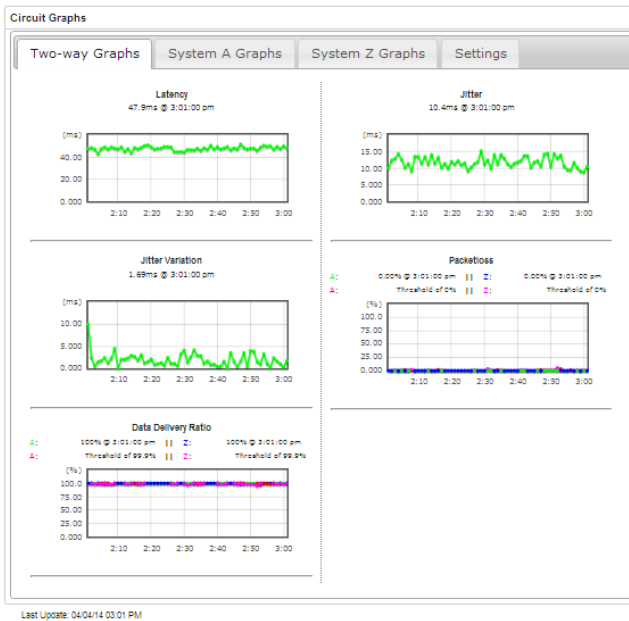 Circuit Graphs
Two-way Graphs System A Graphs System Z Graphs Settings
Latency
47.9ms @ 3:01:00 pm
(ms)
40.00
20.00
0.000
2:10 2:20 2:30 2:40 2:50 3:00
Jitter
10.4ms @ 3:01:00 pm
(ms)
15.00
10.00
5.000
0.000
2:10 2:20 2:30 2:40 2:50 3:00
Jitter Variation
1.69ms @ 3:01:00 pm
(ms)
10.00
5.000
0.000
2:10 2:20 2:30 2:40 2:50 3:00
Packetloss
A: 0.00% @ 3:01:00 pm || Z: 0.00% @ 3:01:00 pm
A: Threshold of 0% || Z: Threshold of 0%
(%)
100.0
75.00
50.00
25.00
0.000
2:10 2:20 2:30 2:40 2:50 3:00
Data Delivery Ratio
A: 100% @ 3:01:00 pm || Z: 100% @ 3:01:00 pm
A: Threshold of 99.9% || Z: Threshold of 99.9%
(%)
100.0
75.00
50.00
25.00
0.000
2:10 2:20 2:30 2:40 2:50 3:00
Last Update: 04/04/14 03:01 PM